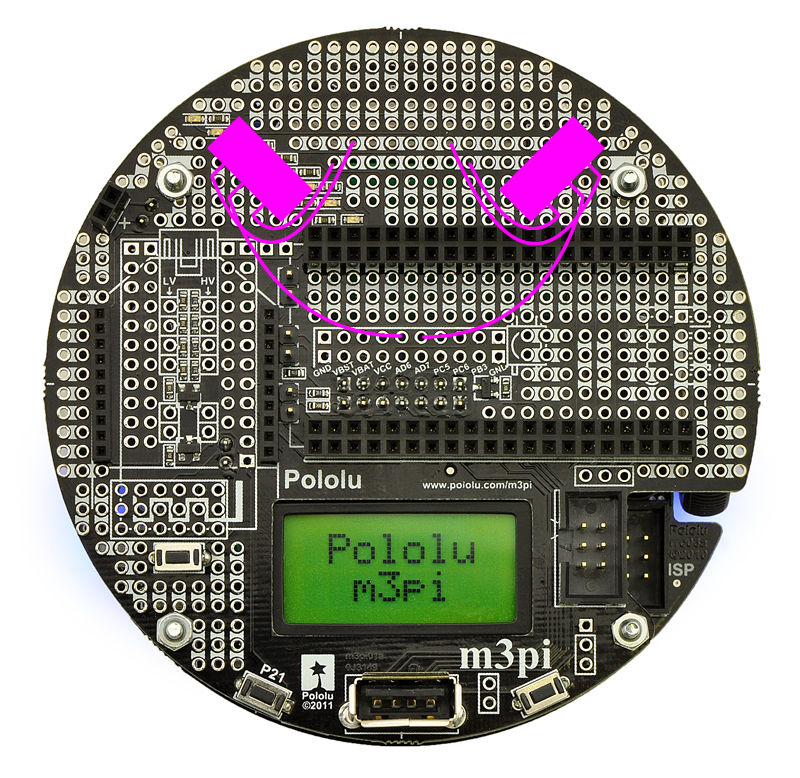 +
LV HV
GND VBST VBAT VCC AD6 AD7 PC5 PC6 PB3 GND
Pololu
www.pololu.com/m3pi
Pololu
m3pi
ISP
m3pi
P21
Pololu
©2011